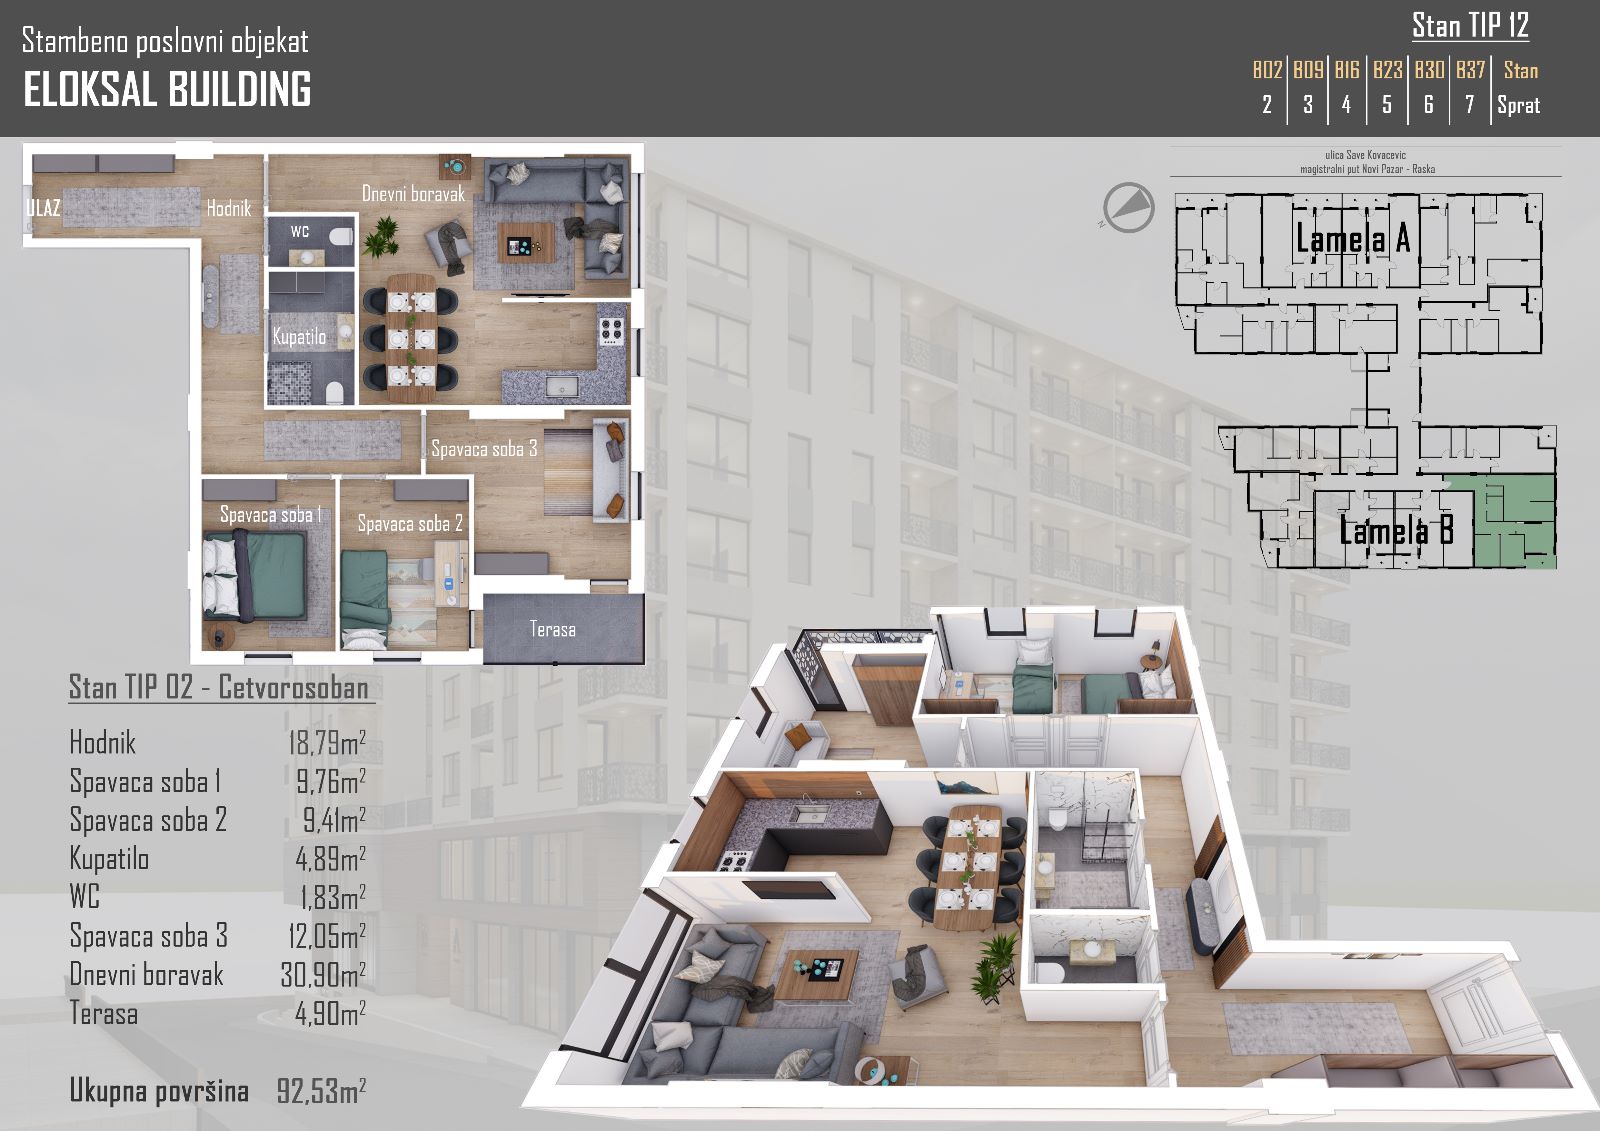 Stambeno poslovni objekat
ELOKSAL BUILDING
Stan TIP 12
B02 B09 B16 B23 B30 B37 Stan
2 3 4 5 6 7 Sprat
ulica Save Kovacevic
magistralni put Novi Pazar - Raska
N
Lamela A
Lamela B
ULAZ
Hodnik
Dnevni boravak
WC
Kupatilo
Spavaca soba 3
Spavaca soba 1
Spavaca soba 2
Terasa
Stan TIP 02 - Cetvorosoban
Hodnik 18,79m²
Spavaca soba 1 9,76m²
Spavaca soba 2 9,41m²
Kupatilo 4,89m²
WC 1,83m²
Spavaca soba 3 12,05m²
Dnevni boravak 30,90m²
Terasa 4,90m²
Ukupna površina 92,53m²